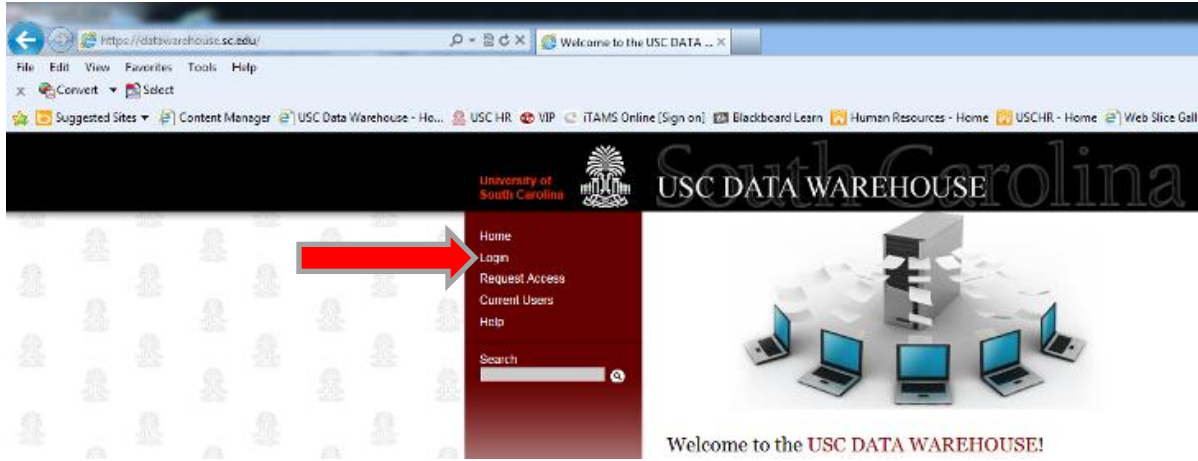 https://datawarehouse.sc.edu/
Welcome to the USC DATA ... ×
File Edit View Favorites Tools Help
x Convert ▼ Select
Suggested Sites ▼ Content Manager USC Data Warehouse - Ho... USC HR VIP iTAMS Online [Sign on] Blackboard Learn Human Resources - Home USCHR - Home Web Slice Gall
South Carolina
University of
South Carolina
USC DATA WAREHOUSE
Home
Login
Request Access
Current Users
Help
Search
Welcome to the USC DATA WAREHOUSE!